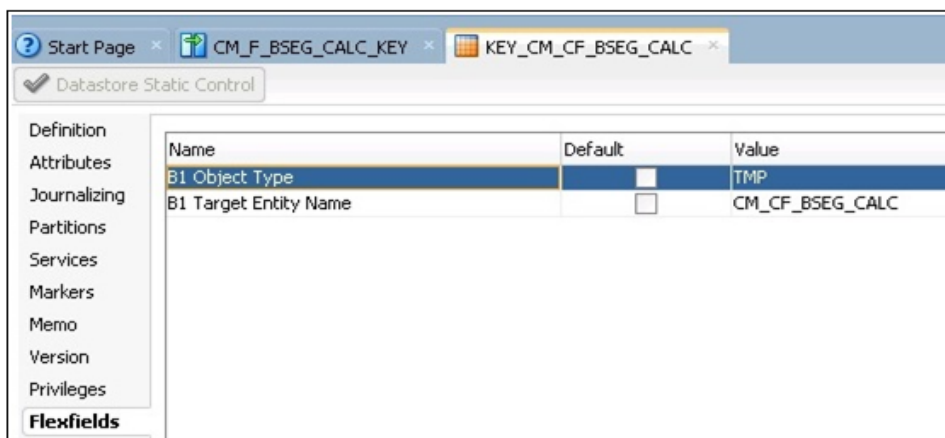 Start Page CM_F_BSEG_CALC_KEY KEY_CM_CF_BSEG_CALC
Datastore Static Control
Definition
Attributes
Journalizing
Partitions
Services
Markers
Memo
Version
Privileges
Flexfields
Name Default Value
B1 Object Type TMP
B1 Target Entity Name CM_CF_BSEG_CALC